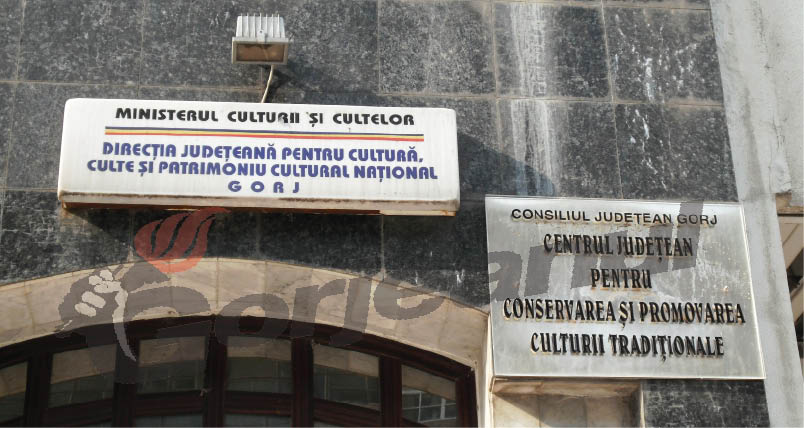 MINISTERUL CULTURII ȘI CULTELOR
DIRECȚIA JUDEȚEANĂ PENTRU CULTURĂ,
CULTE ȘI PATRIMONIU CULTURAL NAȚIONAL
GORJ
CONSILIUL JUDEȚEAN GORJ
CENTRUL JUDEȚEAN
PENTRU
CONSERVAREA ȘI PROMOVAREA
CULTURII TRADIȚIONALE
Gorjeanul